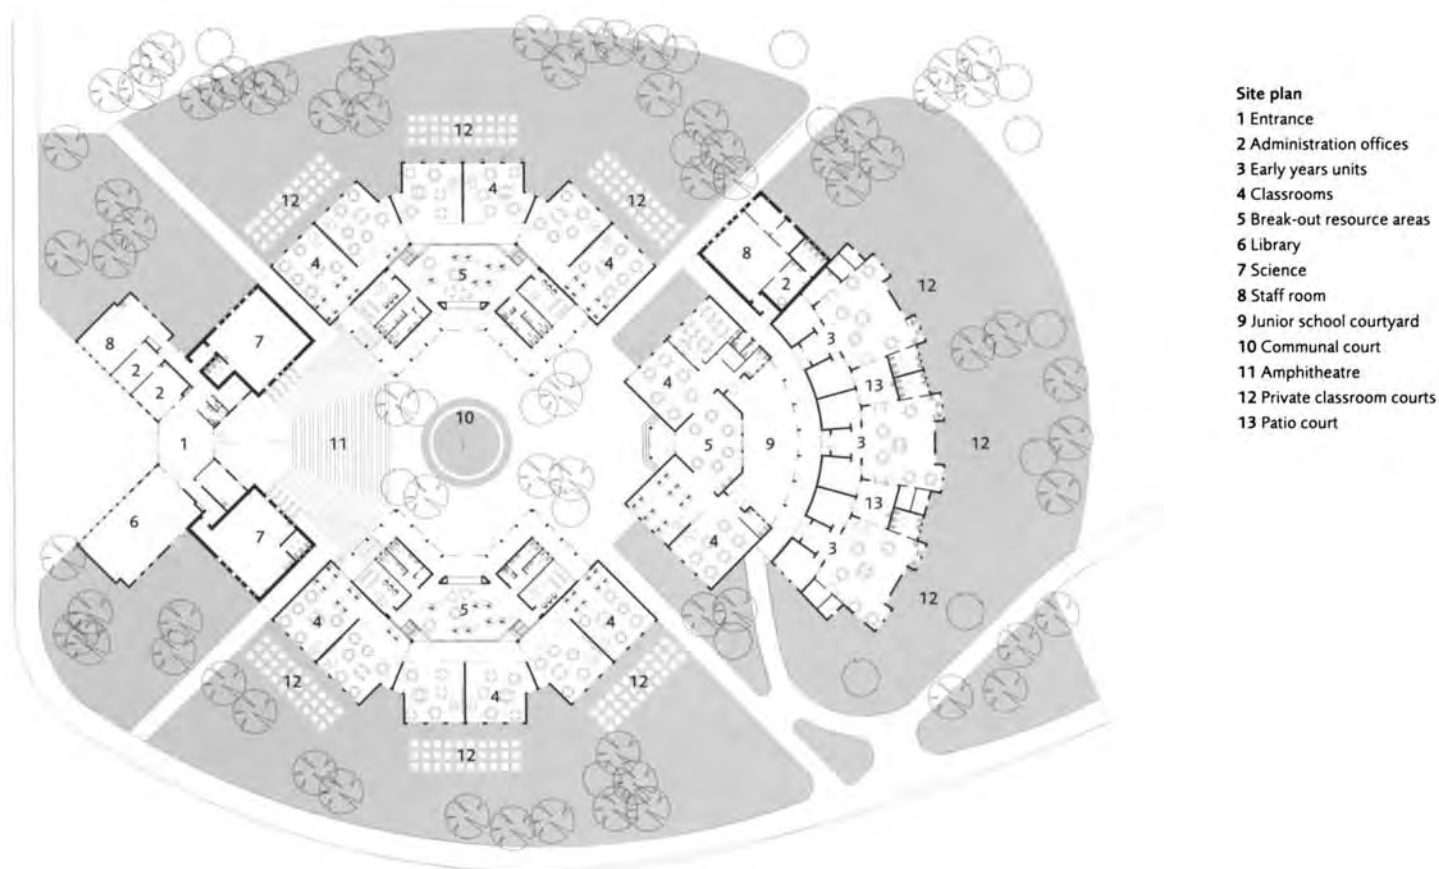 Site plan
1 Entrance
2 Administration offices
3 Early years units
4 Classrooms
5 Break-out resource areas
6 Library
7 Science
8 Staff room
9 Junior school courtyard
10 Communal court
11 Amphitheatre
12 Private classroom courts
13 Patio court
12
12
4
12
12
4
5
4
8
2
12
7
8
2
2
3
4
13
10
1
11
5
9
3
12
13
6
7
4
3
12
4
5
4
12
4
12
12